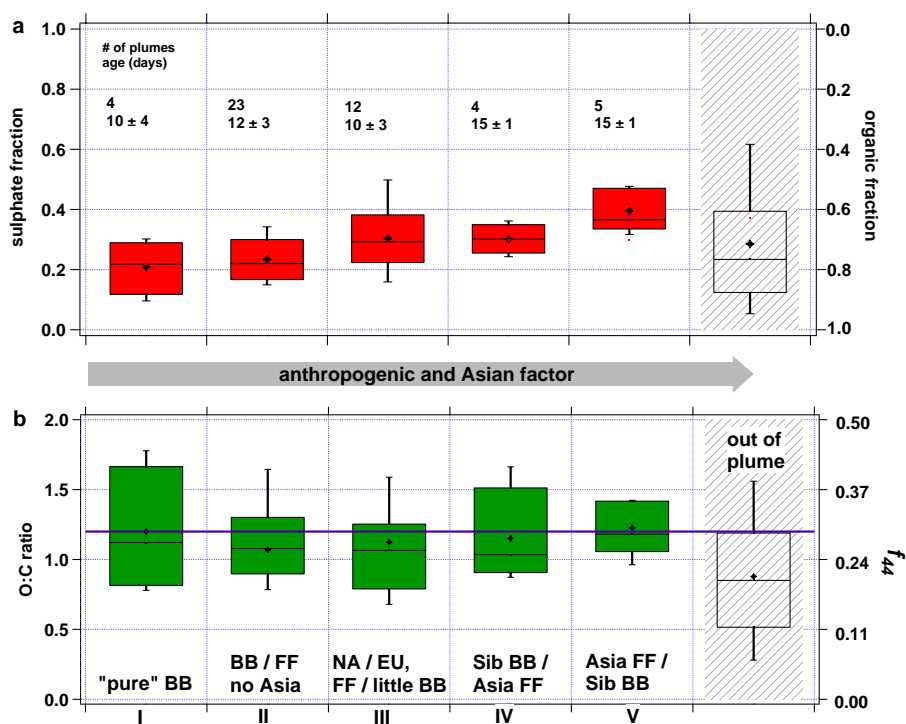 a
1.0
0.8
0.6
0.4
0.2
0.0
sulphate fraction
# of plumes
age (days)
4
10 ± 4
23
12 ± 3
12
10 ± 3
4
15 ± 1
5
15 ± 1
0.0
0.2
0.4
0.6
0.8
1.0
organic fraction
anthropogenic and Asian factor
b
2.0
1.5
1.0
0.5
0.0
O:C ratio
out of
plume
0.50
0.37
0.24
0.11
0.00
f44
"pure" BB
BB / FF
no Asia
NA / EU,
FF / little BB
Sib BB /
Asia FF
Asia FF /
Sib BB
I
II
III
IV
V